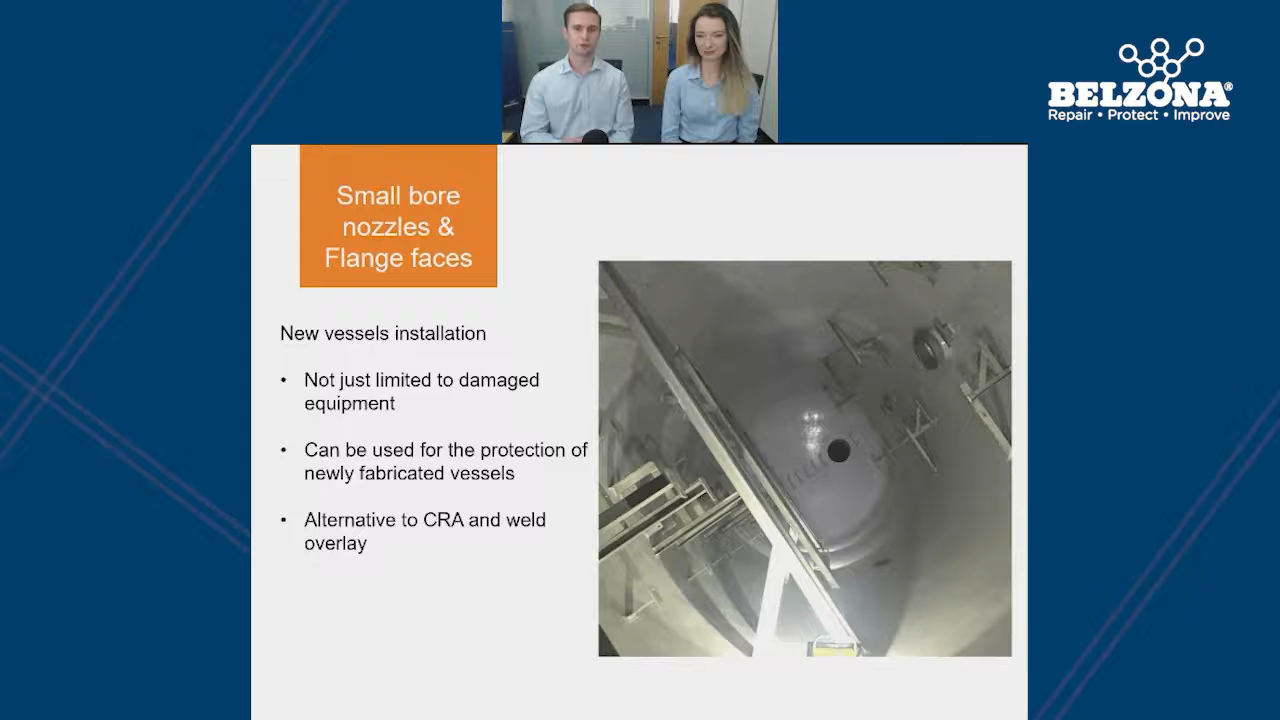 BELZONA®
Repair • Protect • Improve
Small bore
nozzles &
Flange faces
New vessels installation
• Not just limited to damaged
equipment
• Can be used for the protection of
newly fabricated vessels
• Alternative to CRA and weld
overlay